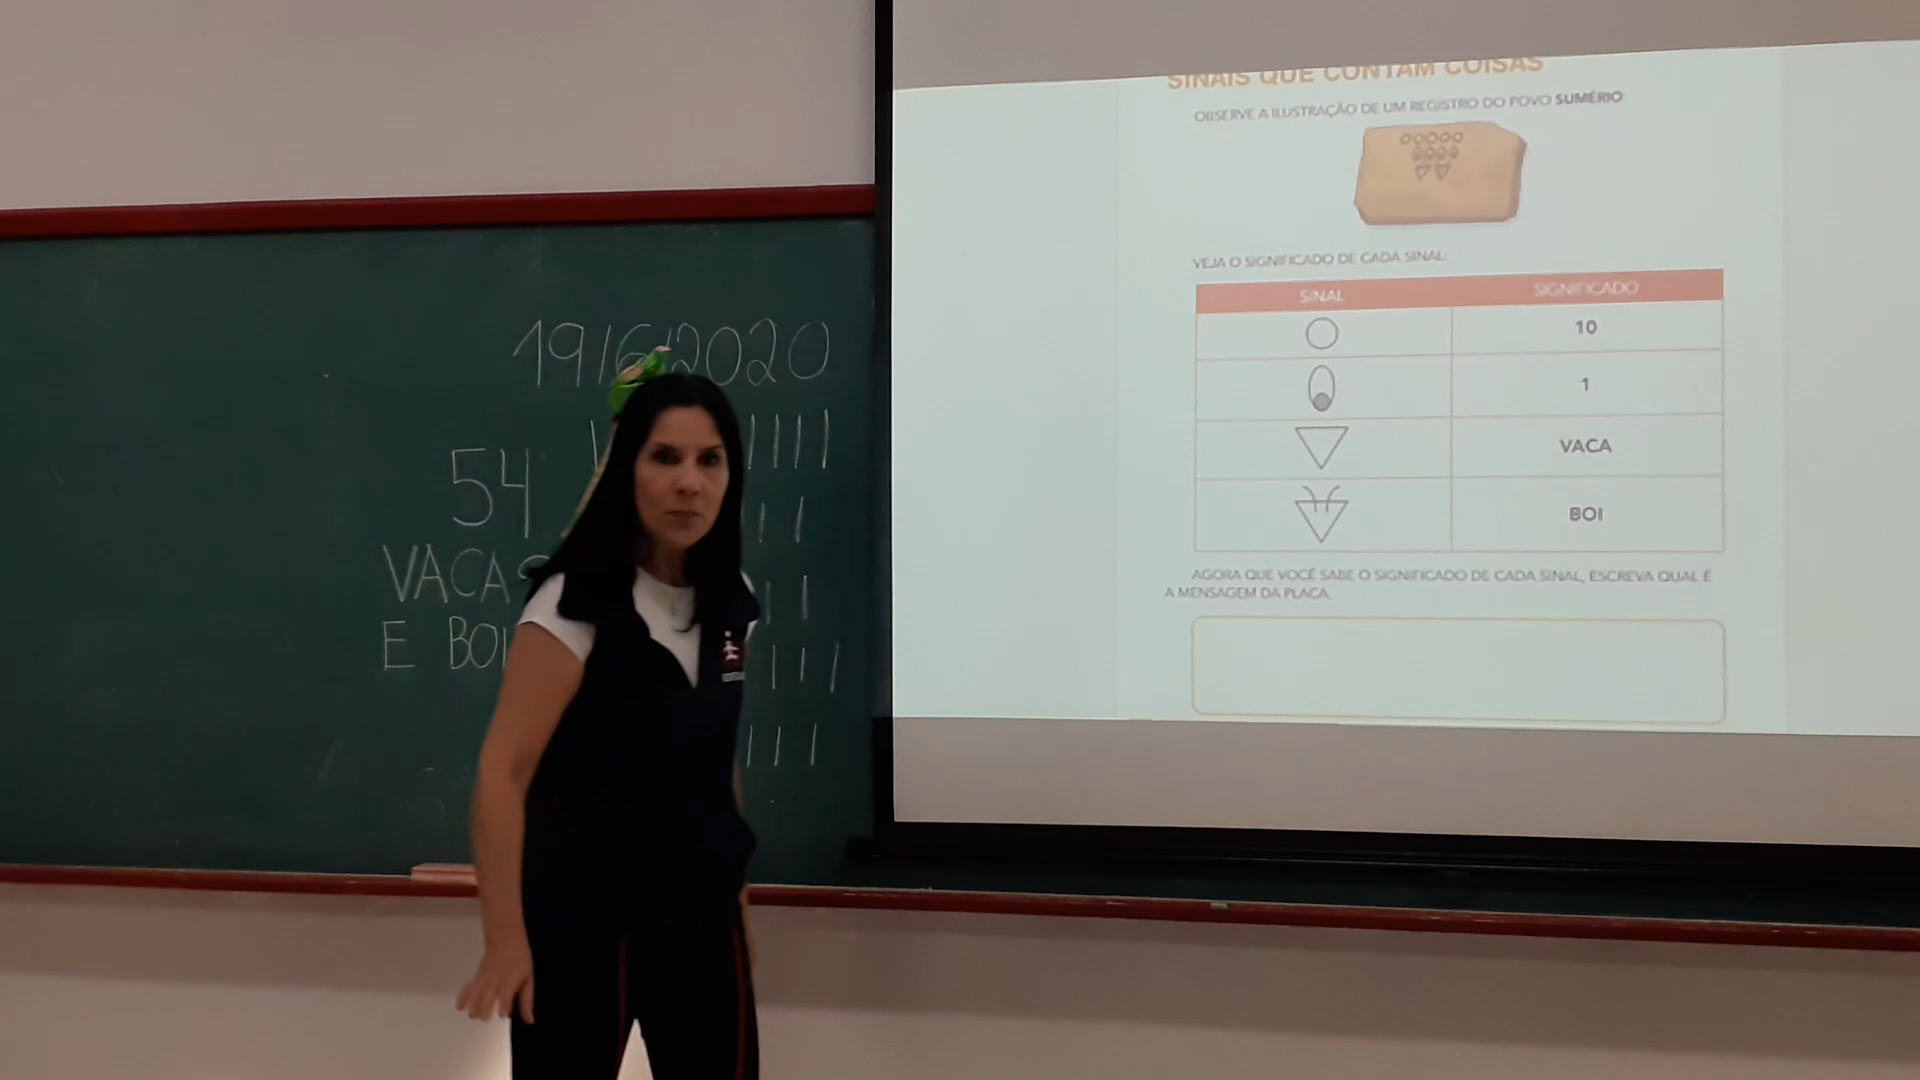 19/6/2020
54
VACAS
E BOI
SINAIS QUE CONTAM COISAS
OBSERVE A ILUSTRAÇÃO DE UM REGISTRO DO POVO SUMÉRIO.
VEJA O SIGNIFICADO DE CADA SINAL:
SINAL SIGNIFICADO
10
1
VACA
BOI
AGORA QUE VOCÊ SABE O SIGNIFICADO DE CADA SINAL, ESCREVA QUAL É
A MENSAGEM DA PLACA.